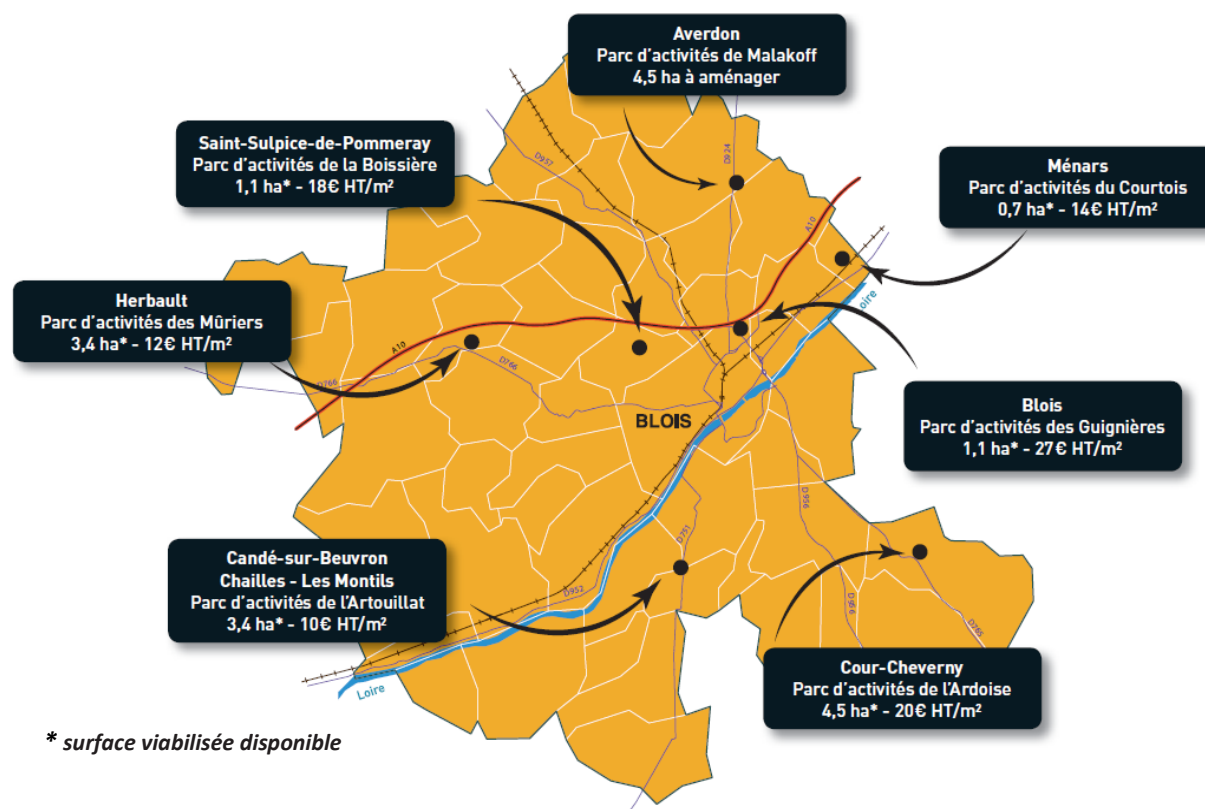 Averdon
Parc d'activités de Malakoff
4,5 ha à aménager
Saint-Sulpice-de-Pommeray
Parc d'activités de la Boissière
1,1 ha* - 18€ HT/m²
Ménars
Parc d'activités du Courtois
0,7 ha* - 14€ HT/m²
Herbault
Parc d'activités des Mûriers
3,4 ha* - 12€ HT/m²
Blois
Parc d'activités des Guignières
1,1 ha* - 27€ HT/m²
Candé-sur-Beuvron
Chailles - Les Montils
Parc d'activités de l'Artouillat
3,4 ha* - 10€ HT/m²
Cour-Cheverny
Parc d'activités de l'Ardoise
4,5 ha* - 20€ HT/m²
D957
D924
A10
Loire
A10
D766
D766
BLOIS
D956
D751
D952
D956
D765
Loire
* surface viabilisée disponible